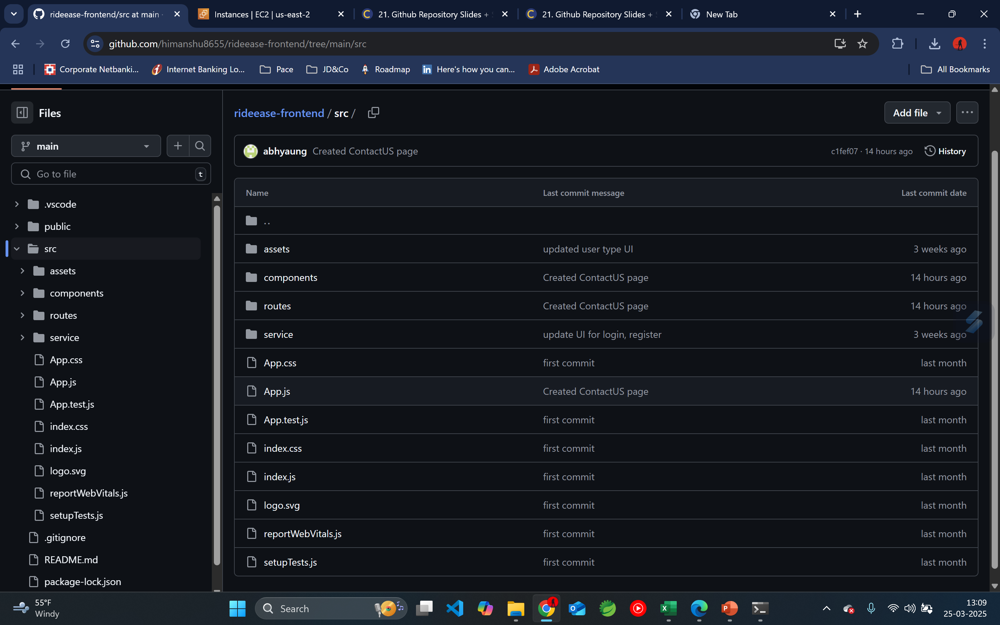 rideease-frontend/src at main
Instances | EC2 | us-east-2
21. Github Repository Slides +
21. Github Repository Slides +
New Tab
github.com/himanshu8655/rideease-frontend/tree/main/src
Corporate Netbanki...
Internet Banking Lo...
Pace
JD&Co
Roadmap
Here's how you can...
Adobe Acrobat
All Bookmarks
Files
rideease-frontend / src /
Add file
main
abhyaung Created ContactUS page
c1fef07 · 14 hours ago
History
Go to file
t
Name Last commit message Last commit date
.vscode
public
src
assets
components
routes
service
App.css
App.js
App.test.js
index.css
index.js
logo.svg
reportWebVitals.js
setupTests.js
.gitignore
README.md
package-lock.json
..
assets updated user type UI 3 weeks ago
components Created ContactUS page 14 hours ago
routes Created ContactUS page 14 hours ago
service update UI for login, register 3 weeks ago
App.css first commit last month
App.js Created ContactUS page 14 hours ago
App.test.js first commit last month
index.css first commit last month
index.js first commit last month
logo.svg first commit last month
reportWebVitals.js first commit last month
setupTests.js first commit last month
55°F
Windy
Search
13:09
25-03-2025